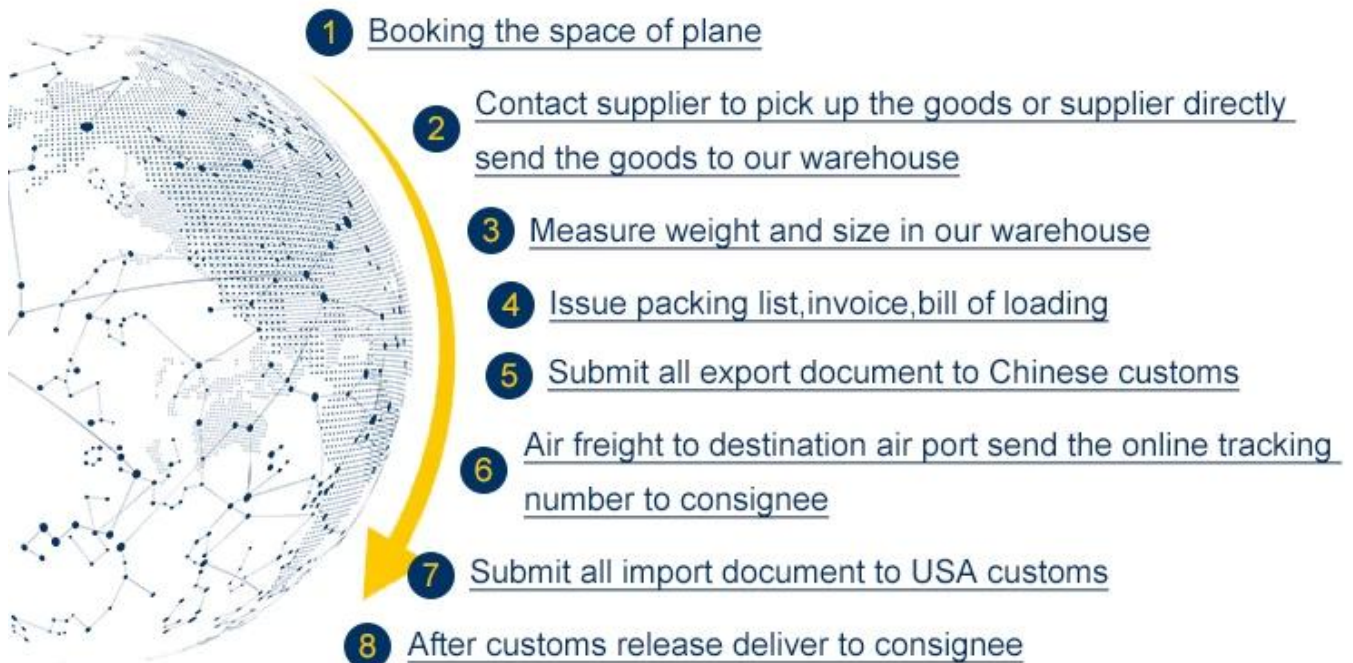 1 Booking the space of plane
2 Contact supplier to pick up the goods or supplier directly
send the goods to our warehouse
3 Measure weight and size in our warehouse
4 Issue packing list,invoice,bill of loading
5 Submit all export document to Chinese customs
6 Air freight to destination air port send the online tracking
number to consignee
7 Submit all import document to USA customs
8 After customs release deliver to consignee